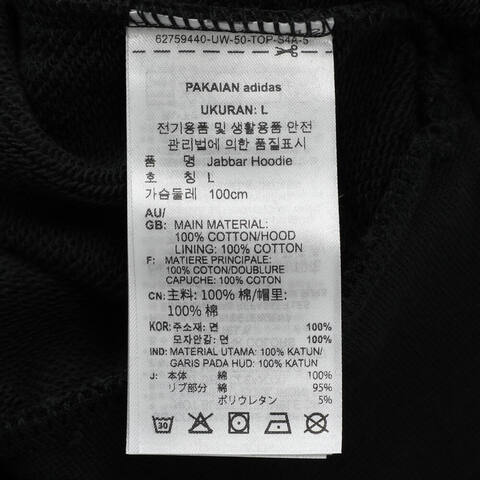 62759440-UW-50-TOP-S4A-5
PAKAIAN adidas
UKURAN: L
전기용품 및 생활용품 안전
관리법에 의한 품질표시
품 명 Jabbar Hoodie
호 칭 L
가슴둘레 100cm
AU/
GB: MAIN MATERIAL:
100% COTTON/HOOD
LINING: 100% COTTON
F: MATIERE PRINCIPALE:
100% COTON/DOUBLURE
CAPUCHE: 100% COTON
CN: 主料: 100% 棉/帽里:
100% 棉
KOR: 주소재: 면 100%
모자안감: 면 100%
IND: MATERIAL UTAMA: 100% KATUN/
GARIS PADA HUD: 100% KATUN
J: 本体 綿 100%
リブ部分 綿 95%
ポリウレタン 5%
30